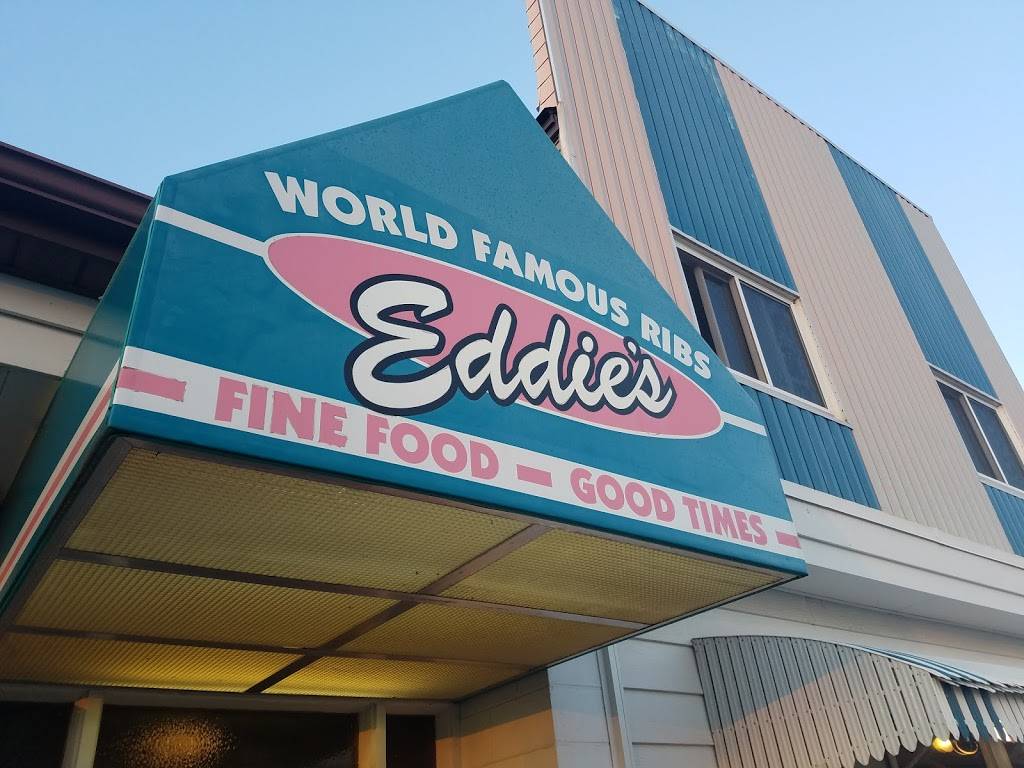 WORLD FAMOUS RIBS
Eddie's
FINE FOOD - GOOD TIMES -